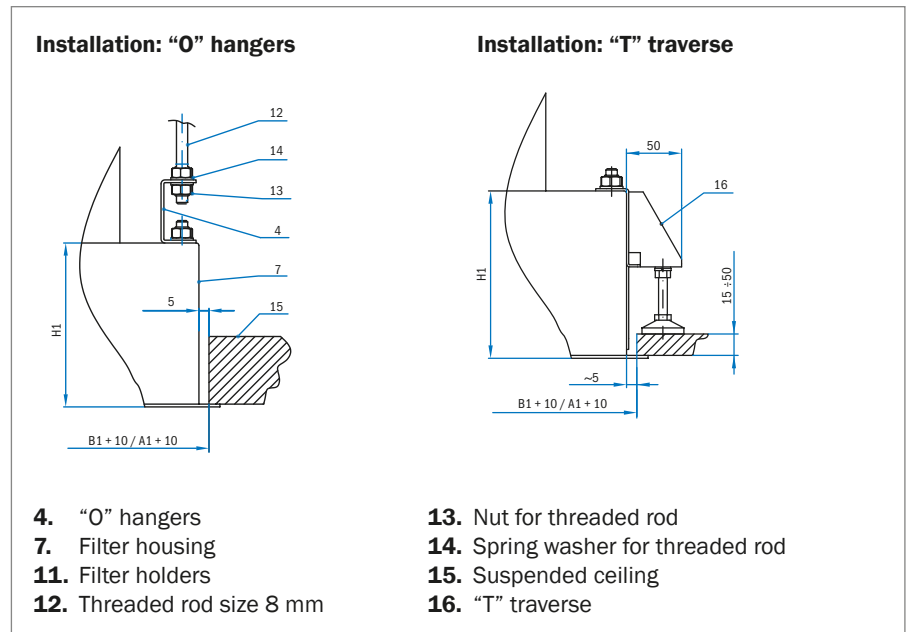 Installation: “O” hangers
12
14
13
4
7
5
15
H1
B1 + 10 / A1 + 10
Installation: “T” traverse
50
16
H1
15 ÷50
~5
B1 + 10 / A1 + 10
4. “O” hangers
7. Filter housing
11. Filter holders
12. Threaded rod size 8 mm
13. Nut for threaded rod
14. Spring washer for threaded rod
15. Suspended ceiling
16. “T” traverse